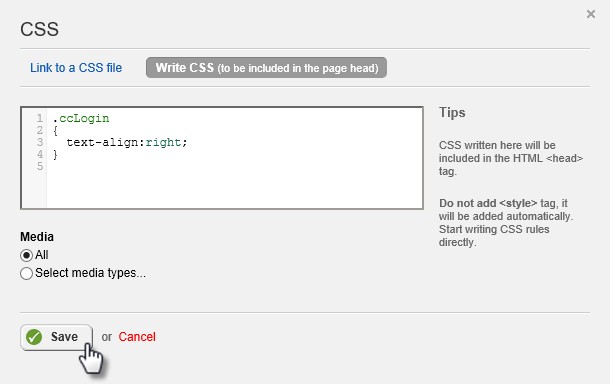 ×
CSS
Link to a CSS file
Write CSS (to be included in the page head)
1 .ccLogin
2 {
3 text-align:right;
4 }
5
Tips
CSS written here will be
included in the HTML <head>
tag.
Do not add <style> tag, it
will be added automatically.
Start writing CSS rules
directly.
Media
All
Select media types...
Save or Cancel